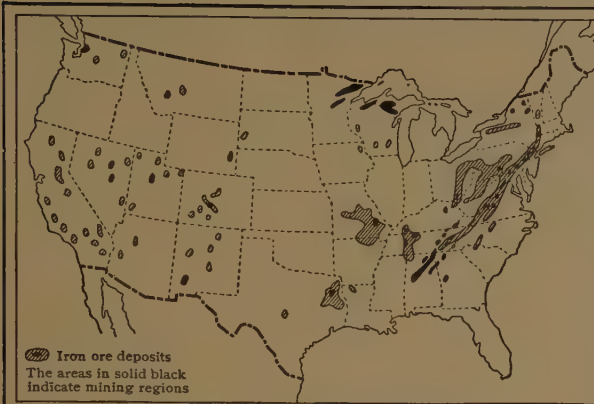 Iron ore deposits
The areas in solid black
indicate mining regions